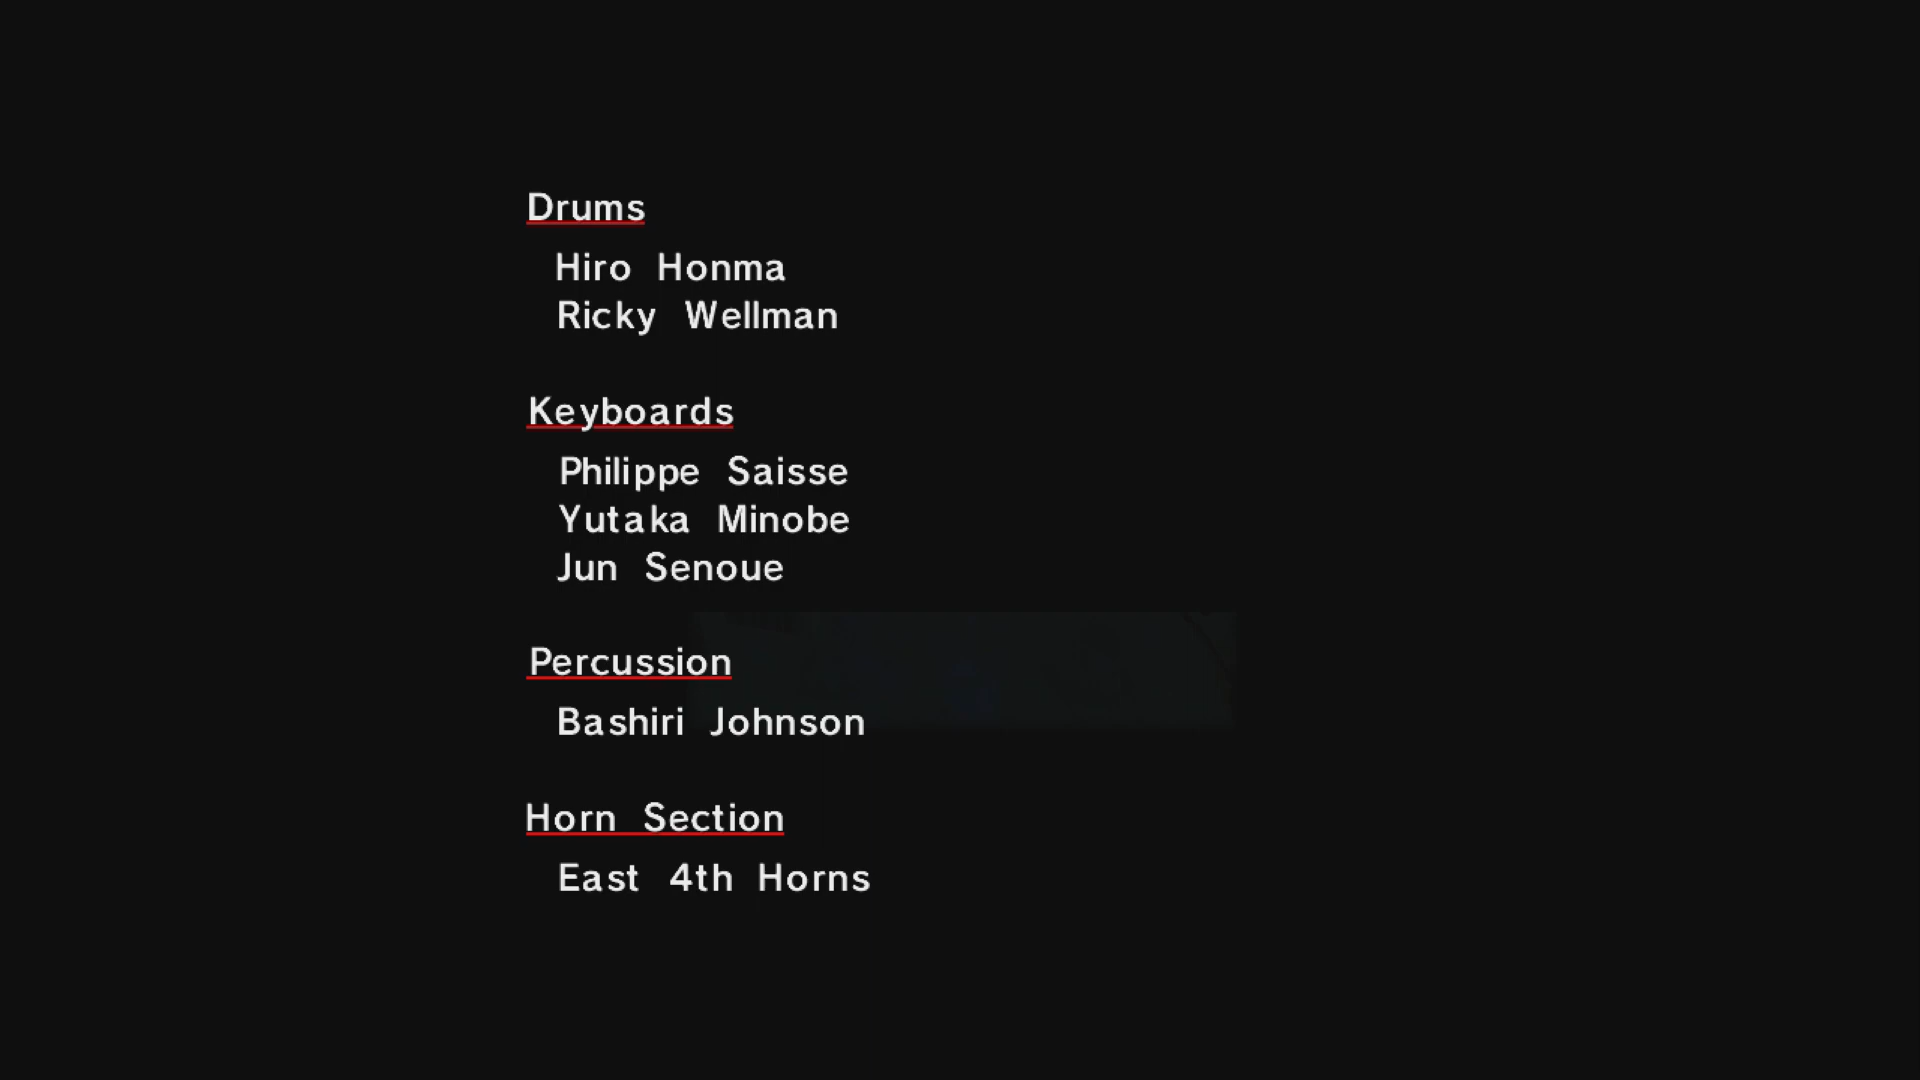 Drums
Hiro Honma
Ricky Wellman
Keyboards
Philippe Saisse
Yutaka Minobe
Jun Senoue
Percussion
Bashiri Johnson
Horn Section
East 4th Horns